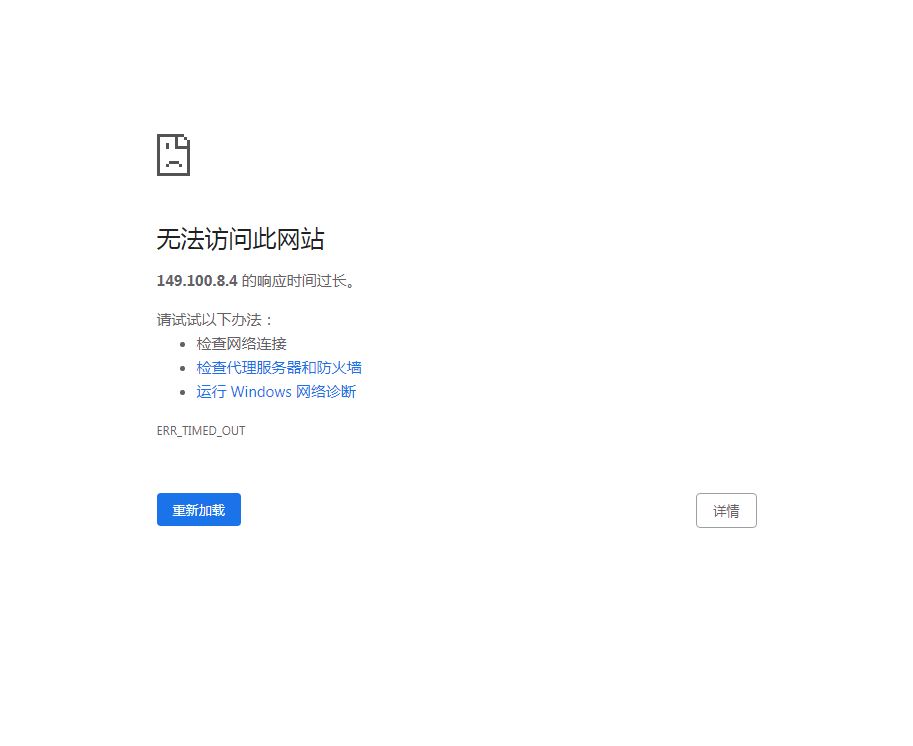 无法访问此网站
149.100.8.4 的响应时间过长。
请试试以下办法：
检查网络连接
检查代理服务器和防火墙
运行 Windows 网络诊断
ERR_TIMED_OUT
重新加载 详情